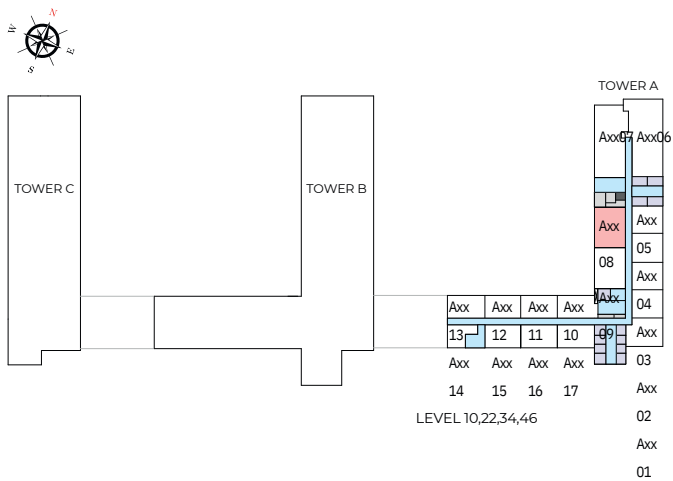 N
W
E
S
TOWER A
Axx07
Axx06
TOWER C
TOWER B
Axx
08
Axx
09
Axx
05
Axx
04
Axx
03
Axx
02
Axx
01
Axx
13
Axx
12
Axx
11
Axx
10
Axx
14
Axx
15
Axx
16
Axx
17
LEVEL 10,22,34,46